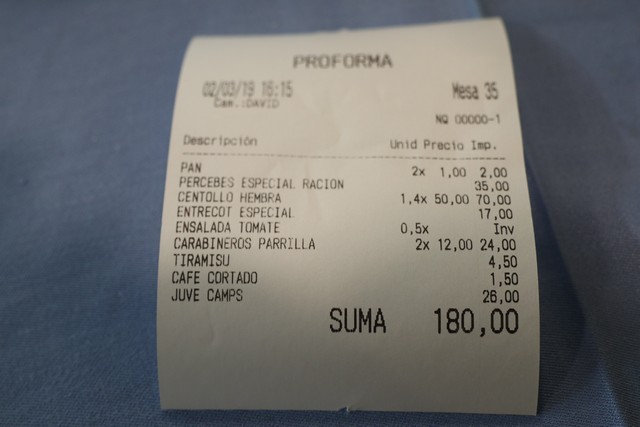 PROFORMA
02/03/19 16:15 Mesa 35
Cam.:DAVID
NQ 00000-1
Descripción Unid Precio Imp.
PAN 2x 1,00 2,00
PERCEBES ESPECIAL RACION 35,00
CENTOLLO HEMBRA 1,4x 50,00 70,00
ENTRECOT ESPECIAL 17,00
ENSALADA TOMATE 0,5x Inv
CARABINEROS PARRILLA 2x 12,00 24,00
TIRAMISU 4,50
CAFE CORTADO 1,50
JUVE CAMPS 26,00
SUMA 180,00